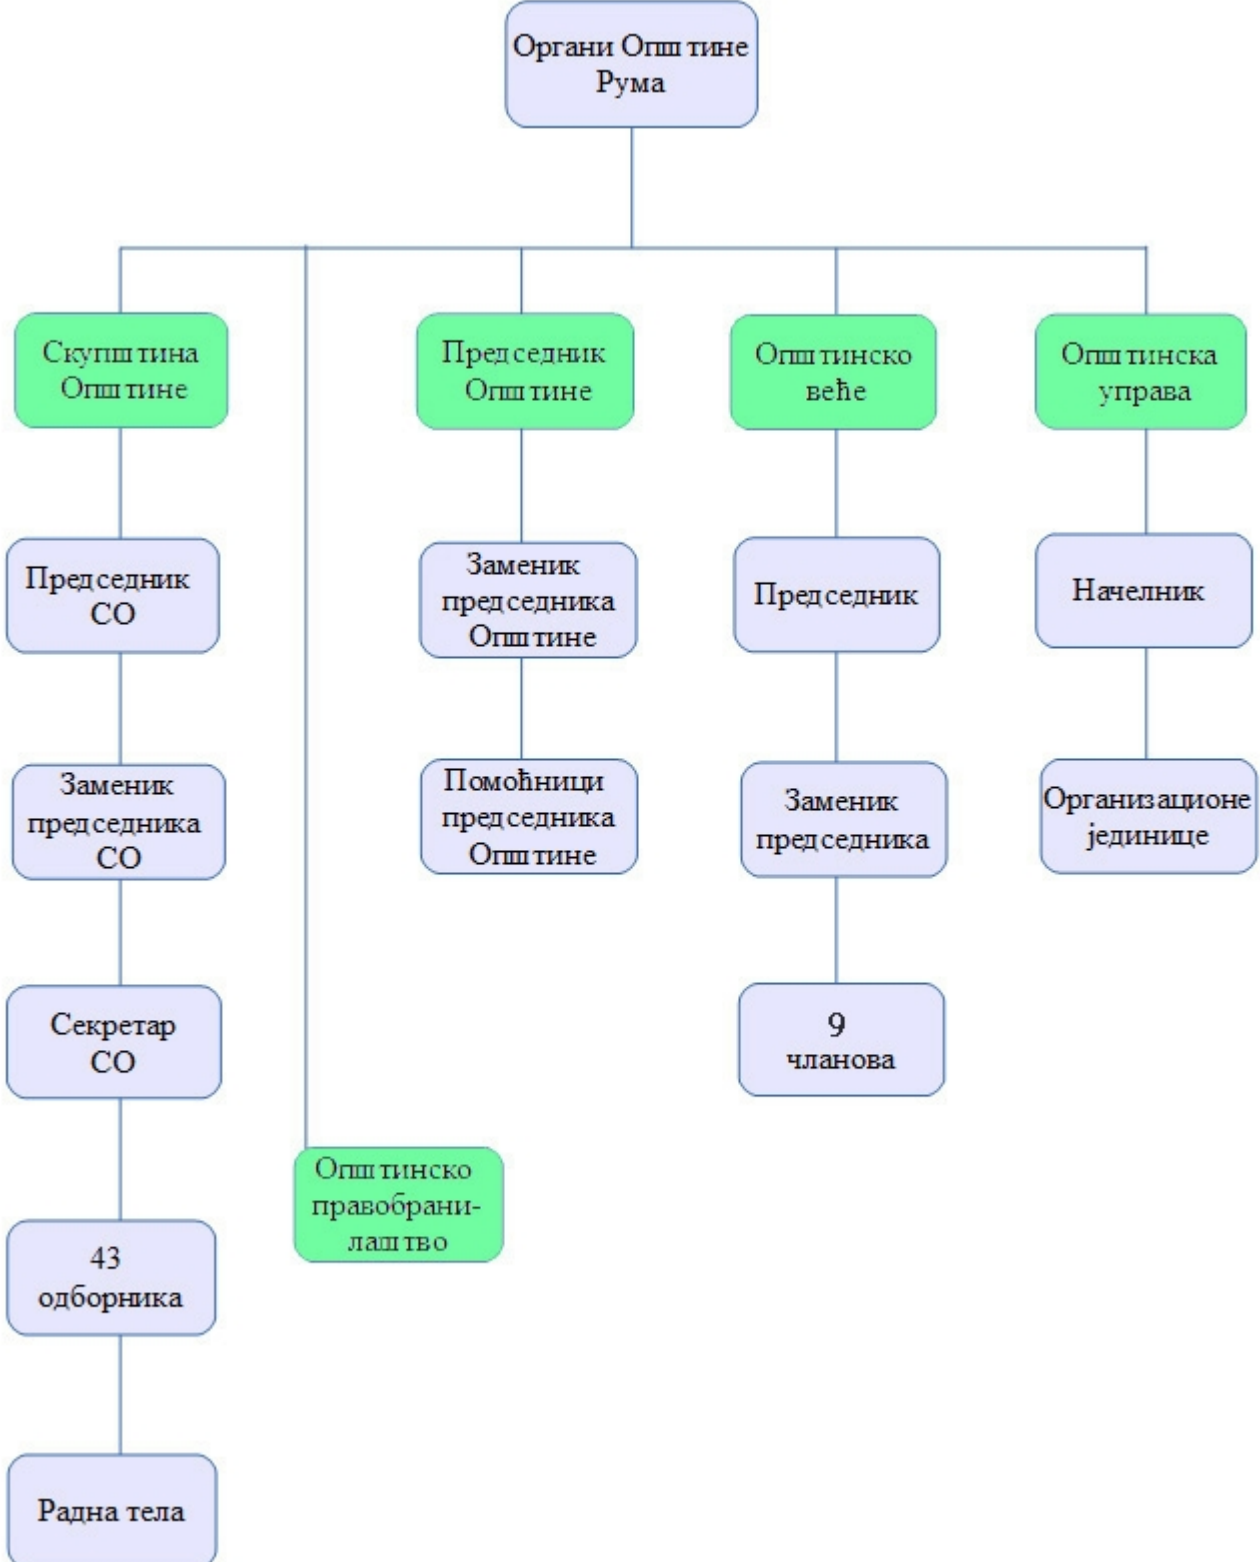 Органи Општине
Рума
Скупштина
Општине
Председник
Општине
Општинско
веће
Општинска
управа
Председник
СО
Заменик
председника
Општине
Председник
Начелник
Заменик
председника
СО
Помоћници
председника
Општине
Заменик
председника
Организационе
јединице
Секретар
СО
9
чланова
Општинско
правобрани-
лаштво
43
одборника
Радна тела